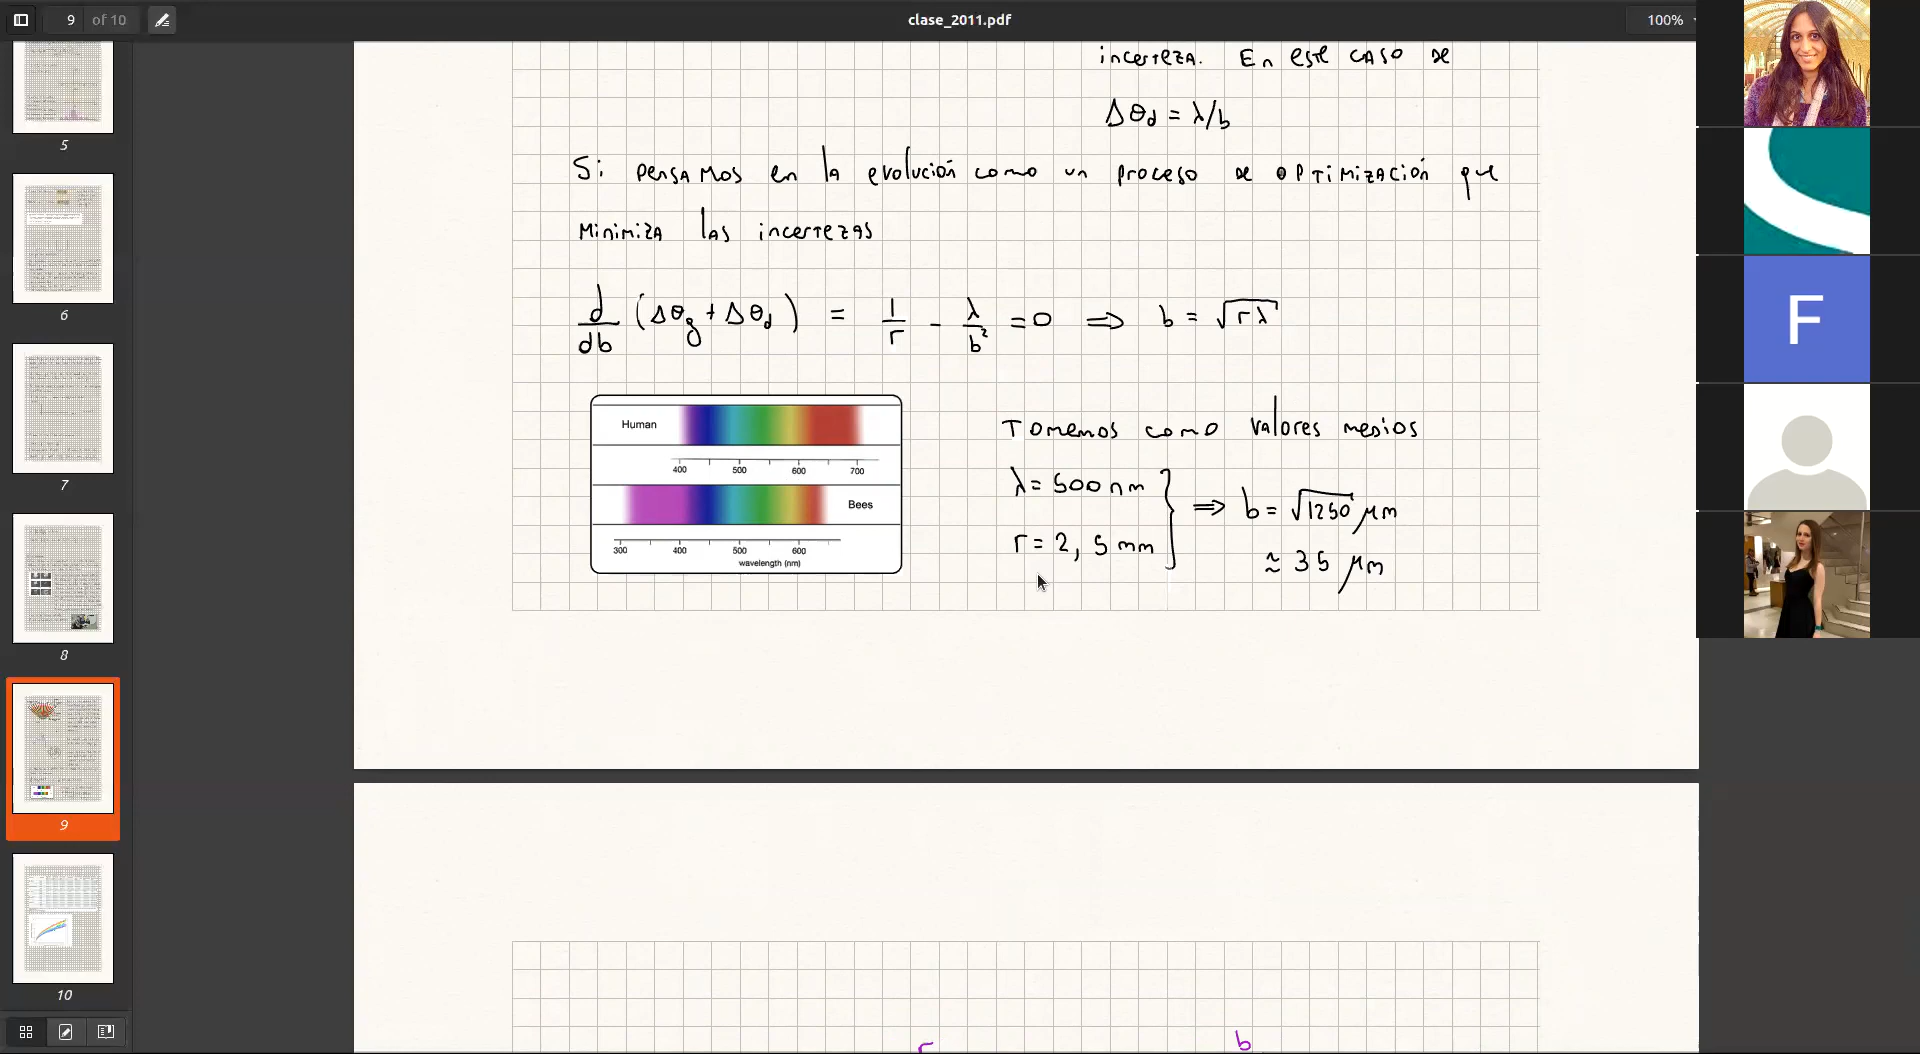 9 of 10
clase_2011.pdf
100%
5
6
7
8
9
10
incerteza. En este caso de
Δθd = λ/b
Si pensamos en la evolución como un proceso de optimización que
minimiza las incertezas
d/db (Δθg + Δθd) = 1/r - λ/b² = 0 ⟹ b = √rλ
Human
400 500 600 700
Bees
300 400 500 600
wavelength (nm)
Tomemos como valores medios
λ = 500 nm
r = 2,5 mm
} ⟹ b = √1250 μm
≈ 35 μm
r b
F